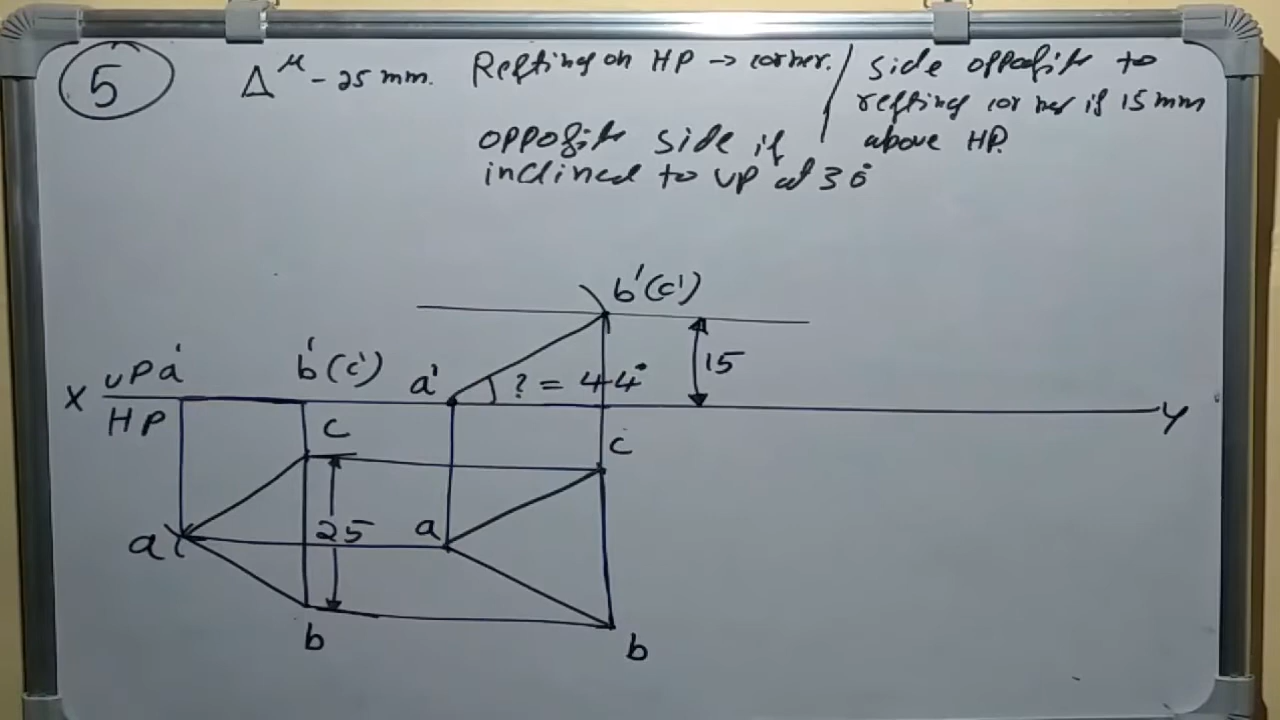 5
Δ^le - 25 mm. Resting on HP → corner. / side opposite to
resting corner is 15 mm
above HP.
opposite side is
inclined to VP at 30°
b'(c')
15
X VP a' b'(c') a' ? = 44° Y
HP c c
a 25 a
b b